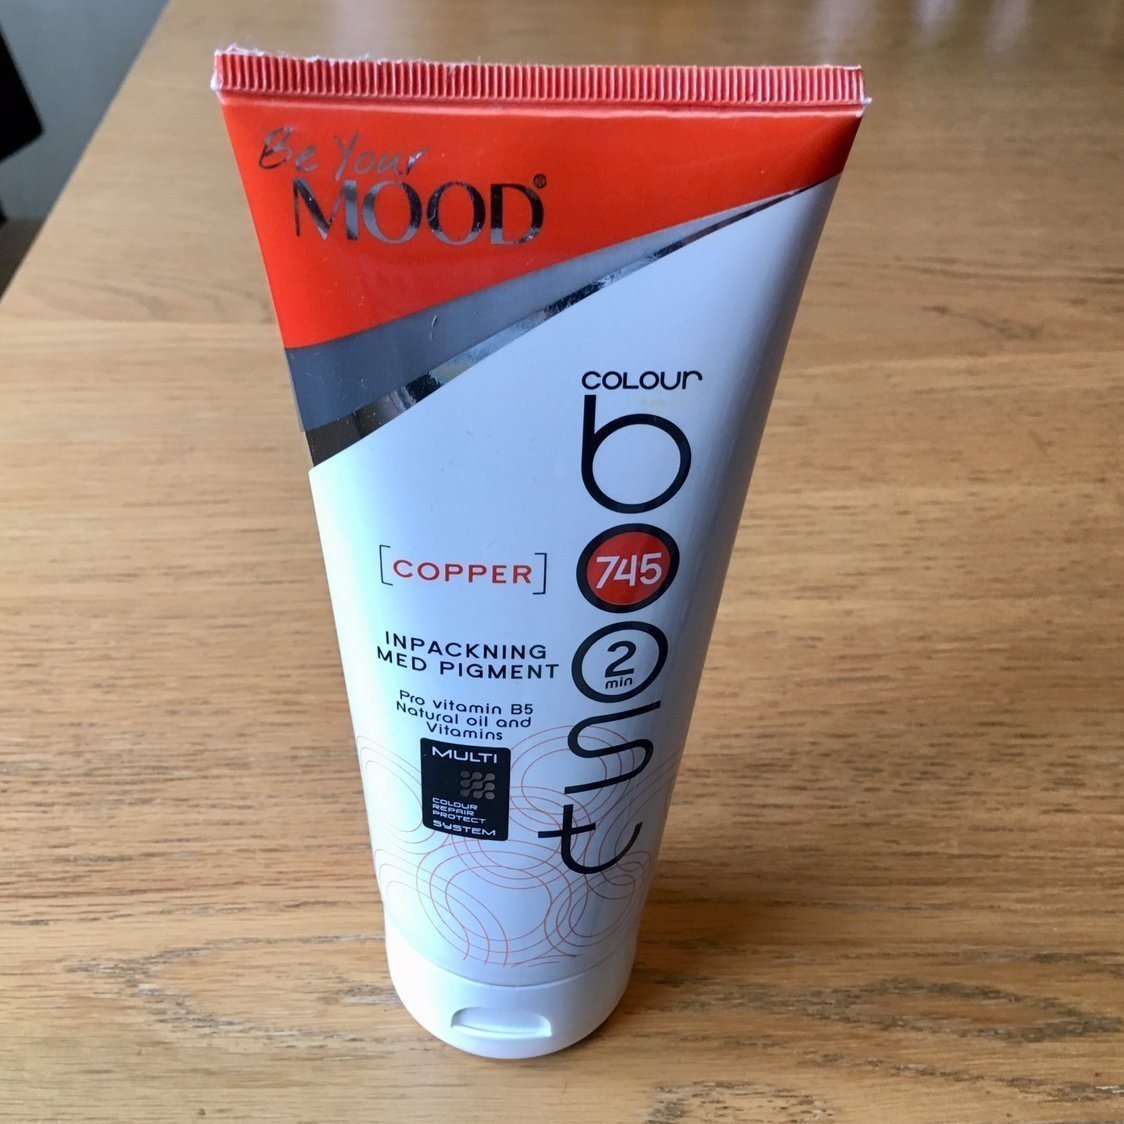 Be Your
MOOD®
COLOUR
boost
745
2
min
[COPPER]
INPACKNING
MED PIGMENT
Pro vitamin B5
Natural oil and
Vitamins
MULTI
COLOUR
REPAIR
PROTECT
SYSTEM